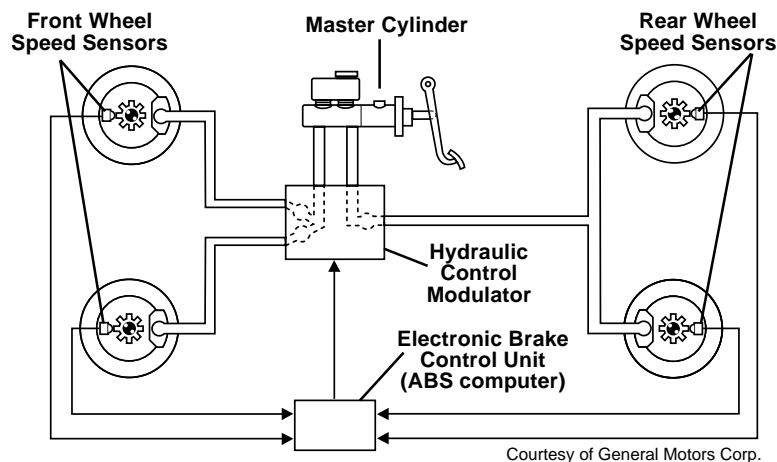 Front Wheel
Speed Sensors
Master Cylinder
Rear Wheel
Speed Sensors
Hydraulic
Control
Modulator
Electronic Brake
Control Unit
(ABS computer)
Courtesy of General Motors Corp.